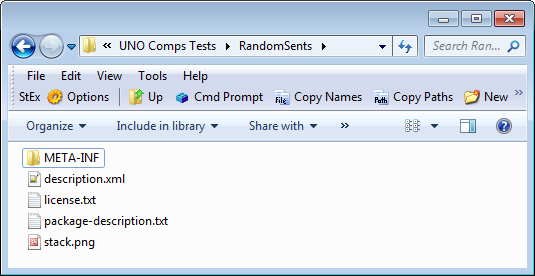 UNO Comps Tests RandomSents Search Ran...
File Edit View Tools Help
StEx Options Up Cmd Prompt File Copy Names Path Copy Paths New »
Organize Include in library Share with »
META-INF
description.xml
license.txt
package-description.txt
stack.png